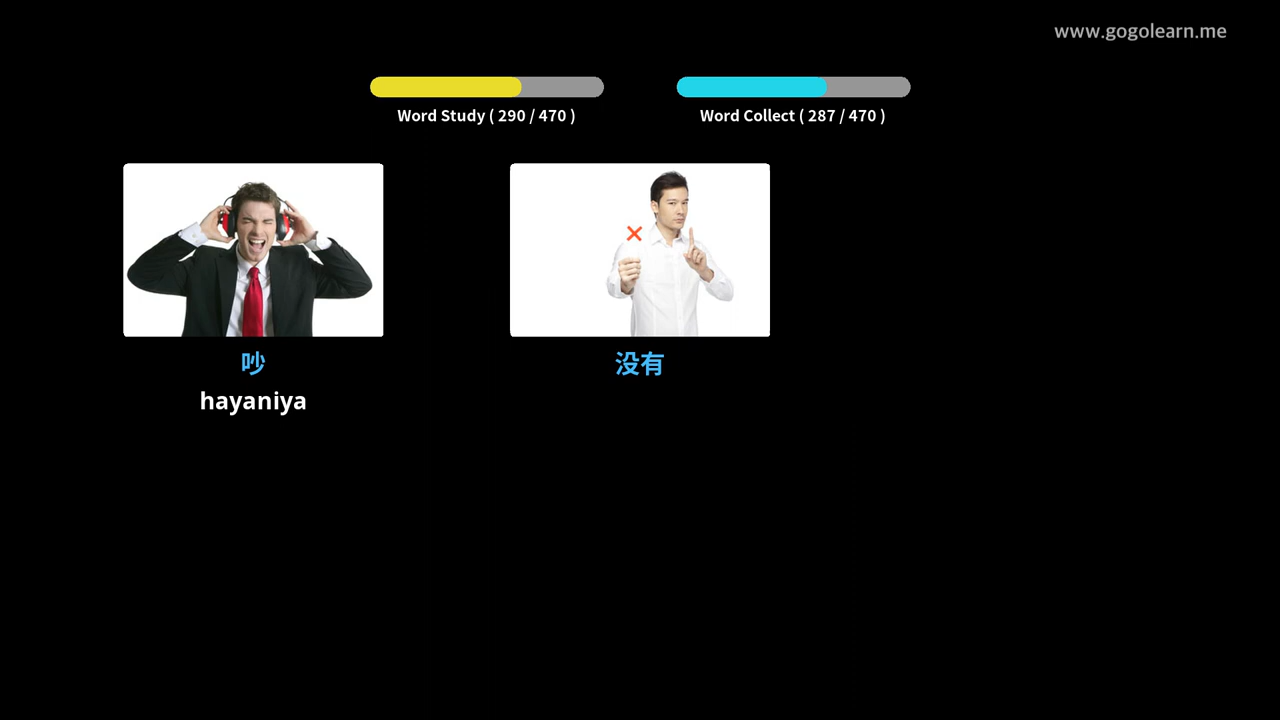 www.gogolearn.me
Word Study ( 290 / 470 )
Word Collect ( 287 / 470 )
吵
没有
hayaniya